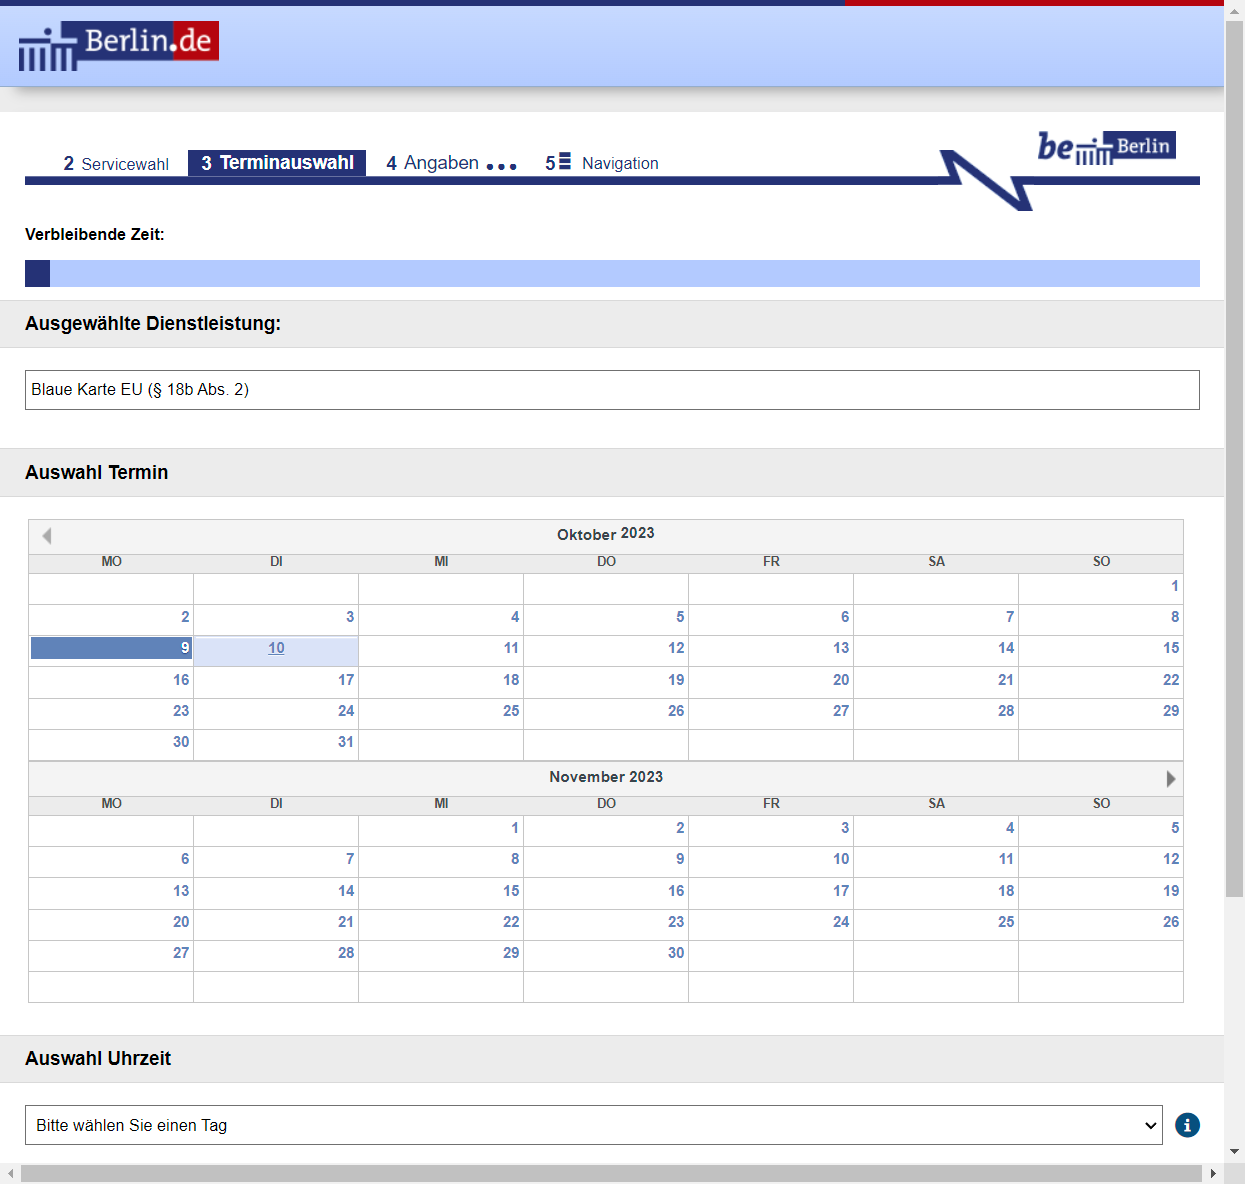 Berlin.de
be Berlin
2 Servicewahl 3 Terminauswahl 4 Angaben 5 Navigation
Verbleibende Zeit:
Ausgewählte Dienstleistung:
Blaue Karte EU (§ 18b Abs. 2)
Auswahl Termin
Oktober 2023
MO DI MI DO FR SA SO
1
2 3 4 5 6 7 8
9 10 11 12 13 14 15
16 17 18 19 20 21 22
23 24 25 26 27 28 29
30 31
November 2023
MO DI MI DO FR SA SO
1 2 3 4 5
6 7 8 9 10 11 12
13 14 15 16 17 18 19
20 21 22 23 24 25 26
27 28 29 30
Auswahl Uhrzeit
Bitte wählen Sie einen Tag